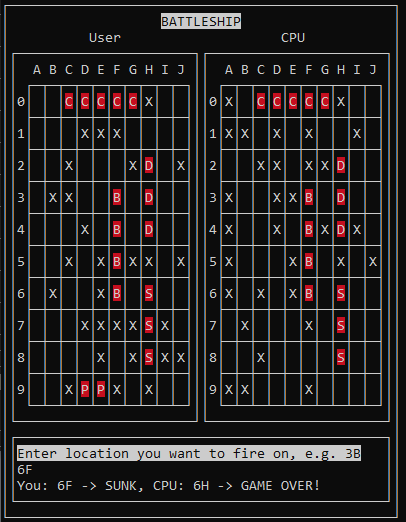 BATTLESHIP
User CPU
A B C D E F G H I J A B C D E F G H I J
0 C C C C C X 0 X C C C C C X
1 X X X 1 X X X X X
2 X X D X 2 X X X X D
3 X X B D 3 X X X B D
4 X B D 4 X X B X D X
5 X X B X X X 5 X X B X X
6 X X B S 6 X X X B S
7 X X X X S X 7 X X S
8 X X S X X 8 X S
9 X P P X X 9 X X X
Enter location you want to fire on, e.g. 3B
6F
You: 6F -> SUNK, CPU: 6H -> GAME OVER!